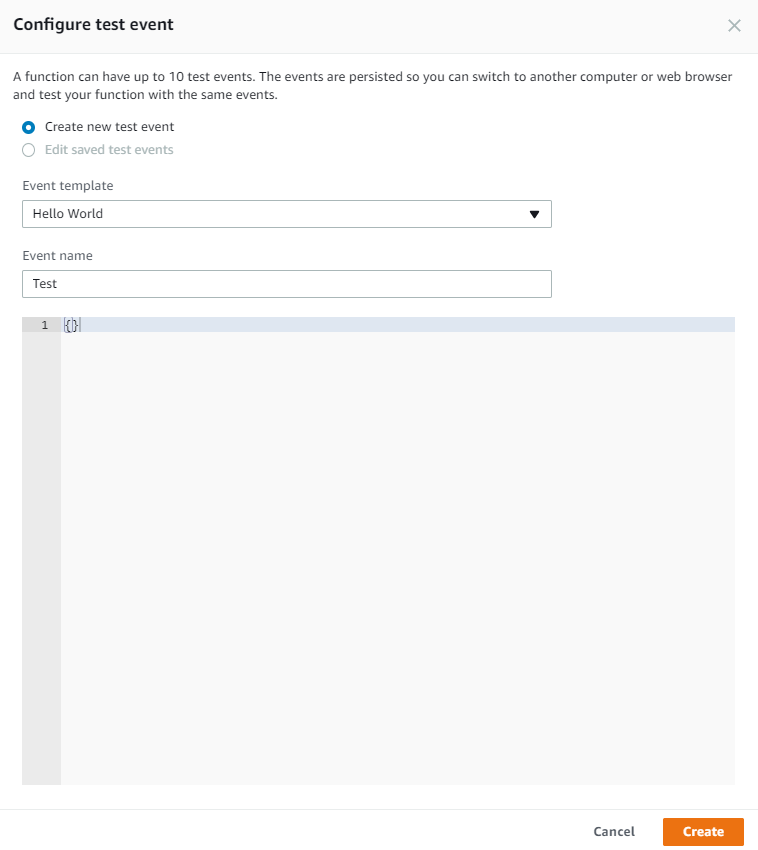 Configure test event
A function can have up to 10 test events. The events are persisted so you can switch to another computer or web browser
and test your function with the same events.
Create new test event
Edit saved test events
Event template
Hello World
Event name
Test
1 {}
Cancel Create